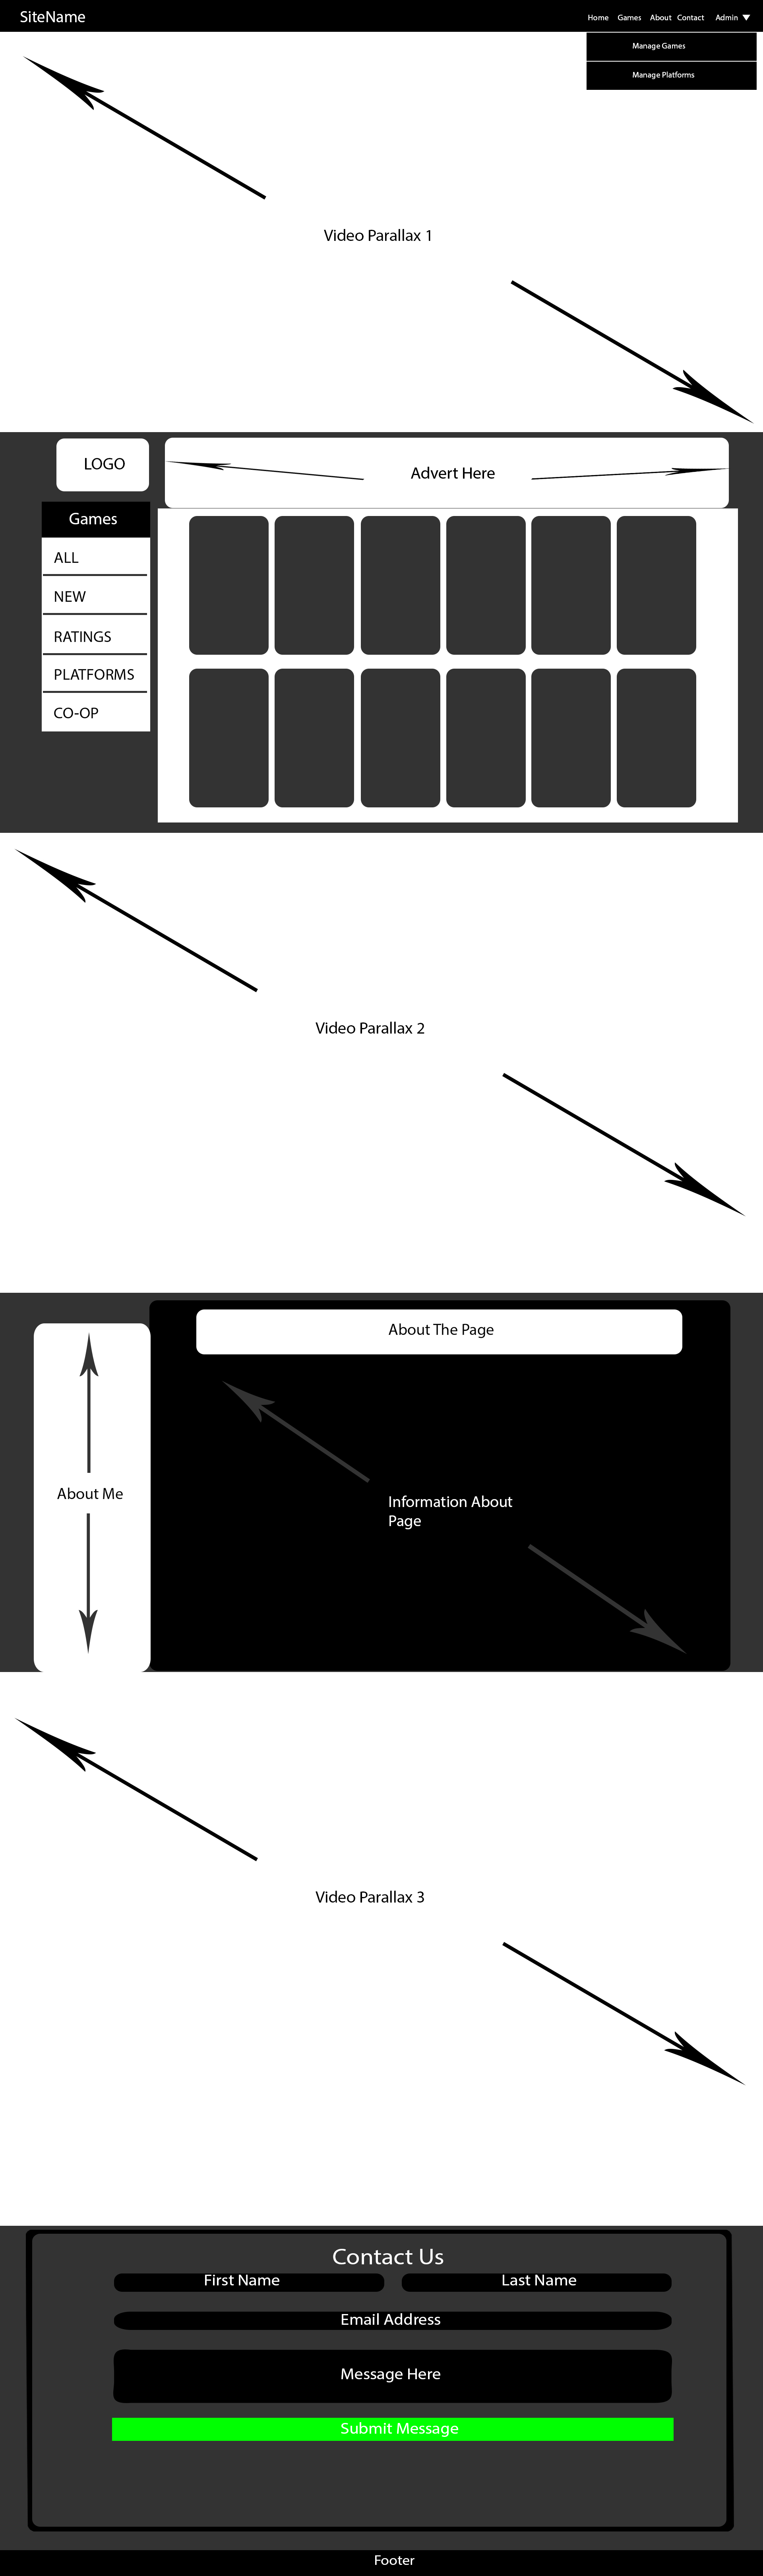 SiteName
Home Games About Contact Admin
Manage Games
Manage Platforms
Video Parallax 1
LOGO
Advert Here
Games
ALL
NEW
RATINGS
PLATFORMS
CO-OP
Video Parallax 2
About The Page
About Me
Information About
Page
Video Parallax 3
Contact Us
First Name Last Name
Email Address
Message Here
Submit Message
Footer